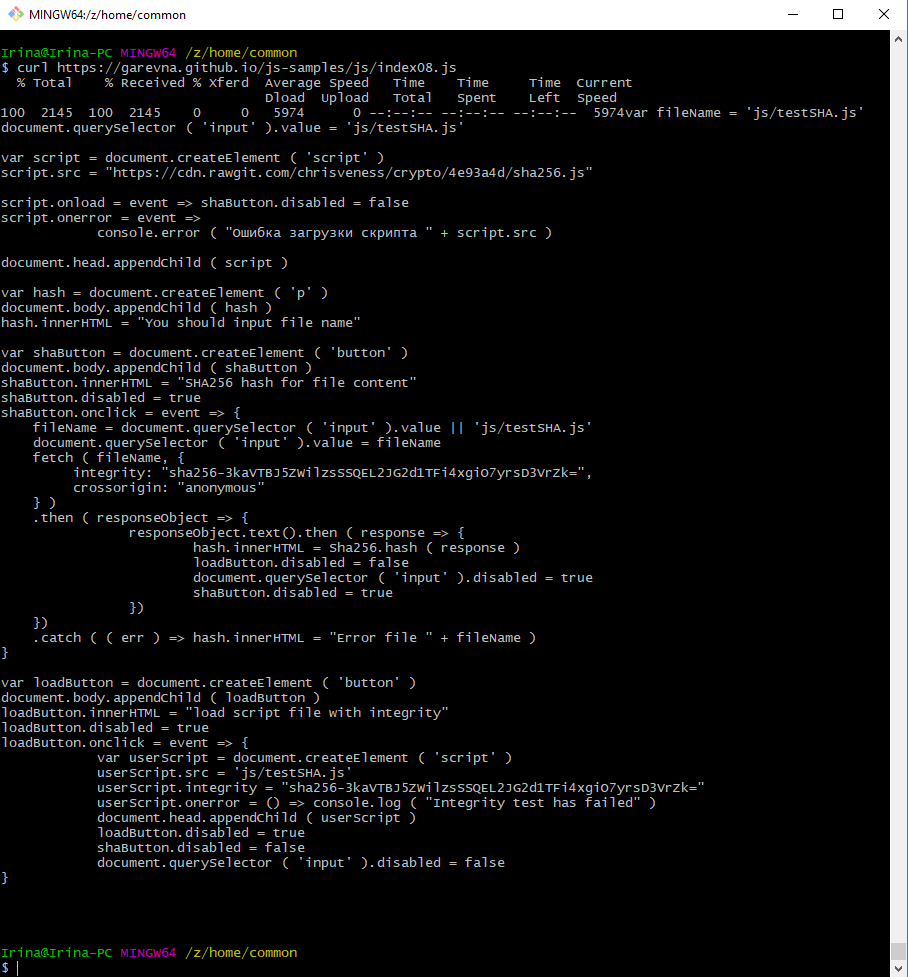 MINGW64:/z/home/common
Irina@Irina-PC MINGW64 /z/home/common
$ curl https://garevna.github.io/js-samples/js/index08.js
  % Total    % Received % Xferd  Average Speed   Time    Time     Time  Current
                                 Dload  Upload   Total   Spent    Left  Speed
100  2145  100  2145    0     0   5974      0 --:--:-- --:--:-- --:--:--  5974var fileName = 'js/testSHA.js'
document.querySelector ( 'input' ).value = 'js/testSHA.js'

var script = document.createElement ( 'script' )
script.src = "https://cdn.rawgit.com/chrisveness/crypto/4e93a4d/sha256.js"

script.onload = event => shaButton.disabled = false
script.onerror = event =>
            console.error ( "Ошибка загрузки скрипта " + script.src )

document.head.appendChild ( script )

var hash = document.createElement ( 'p' )
document.body.appendChild ( hash )
hash.innerHTML = "You should input file name"

var shaButton = document.createElement ( 'button' )
document.body.appendChild ( shaButton )
shaButton.innerHTML = "SHA256 hash for file content"
shaButton.disabled = true
shaButton.onclick = event => {
    fileName = document.querySelector ( 'input' ).value || 'js/testSHA.js'
    document.querySelector ( 'input' ).value = fileName
    fetch ( fileName, {
         integrity: "sha256-3kaVTBJ5ZWilzsSSQEL2JG2d1TFi4xgiO7yrsD3VrZk=",
         crossorigin: "anonymous"
    } )
    .then ( responseObject => {
                responseObject.text().then ( response => {
                        hash.innerHTML = Sha256.hash ( response )
                        loadButton.disabled = false
                        document.querySelector ( 'input' ).disabled = true
                        shaButton.disabled = true
                })
    })
    .catch ( ( err ) => hash.innerHTML = "Error file " + fileName )
}

var loadButton = document.createElement ( 'button' )
document.body.appendChild ( loadButton )
loadButton.innerHTML = "load script file with integrity"
loadButton.disabled = true
loadButton.onclick = event => {
            var userScript = document.createElement ( 'script' )
            userScript.src = 'js/testSHA.js'
            userScript.integrity = "sha256-3kaVTBJ5ZWilzsSSQEL2JG2d1TFi4xgiO7yrsD3VrZk="
            userScript.onerror = () => console.log ( "Integrity test has failed" )
            document.head.appendChild ( userScript )
            loadButton.disabled = true
            shaButton.disabled = false
            document.querySelector ( 'input' ).disabled = false
}

Irina@Irina-PC MINGW64 /z/home/common
$